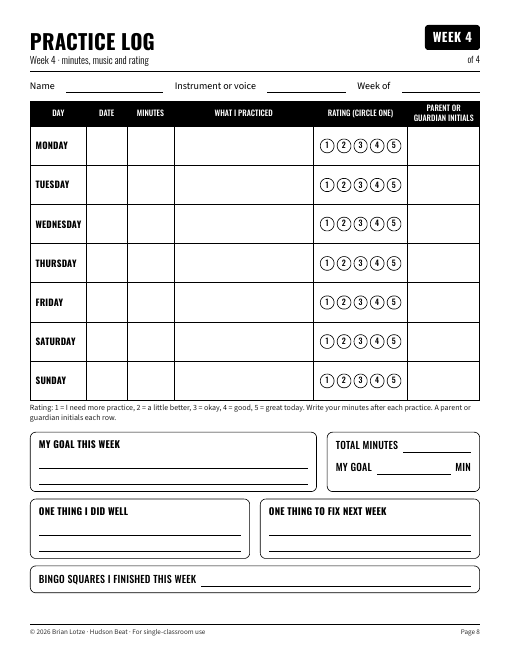 PRACTICE LOG
WEEK 4
Week 4 · minutes, music and rating
of 4
Name
Instrument or voice
Week of
DAY DATE MINUTES WHAT I PRACTICED RATING (CIRCLE ONE) PARENT OR GUARDIAN INITIALS
MONDAY 1 2 3 4 5
TUESDAY 1 2 3 4 5
WEDNESDAY 1 2 3 4 5
THURSDAY 1 2 3 4 5
FRIDAY 1 2 3 4 5
SATURDAY 1 2 3 4 5
SUNDAY 1 2 3 4 5
Rating: 1 = I need more practice, 2 = a little better, 3 = okay, 4 = good, 5 = great today. Write your minutes after each practice. A parent or
guardian initials each row.
MY GOAL THIS WEEK
TOTAL MINUTES
MY GOAL MIN
ONE THING I DID WELL
ONE THING TO FIX NEXT WEEK
BINGO SQUARES I FINISHED THIS WEEK
© 2026 Brian Lotze · Hudson Beat · For single-classroom use
Page 8